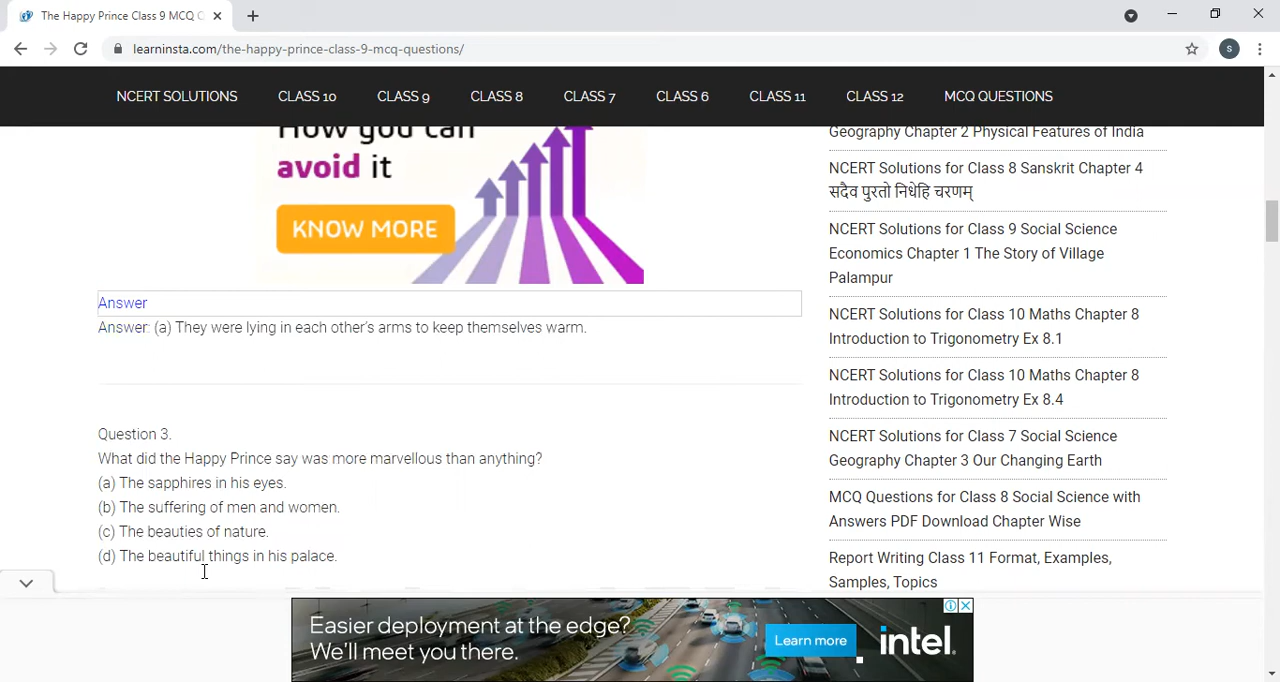 The Happy Prince Class 9 MCQ C
learninsta.com/the-happy-prince-class-9-mcq-questions/
S
NCERT SOLUTIONS
CLASS 10
CLASS 9
CLASS 8
CLASS 7
CLASS 6
CLASS 11
CLASS 12
MCQ QUESTIONS
How you can
avoid it
KNOW MORE
Answer
Answer: (a) They were lying in each other's arms to keep themselves warm.
Question 3.
What did the Happy Prince say was more marvellous than anything?
(a) The sapphires in his eyes.
(b) The suffering of men and women.
(c) The beauties of nature.
(d) The beautiful things in his palace.
Geography Chapter 2 Physical Features of India
NCERT Solutions for Class 8 Sanskrit Chapter 4
सदैव पुरतो निधेहि चरणम्
NCERT Solutions for Class 9 Social Science
Economics Chapter 1 The Story of Village
Palampur
NCERT Solutions for Class 10 Maths Chapter 8
Introduction to Trigonometry Ex 8.1
NCERT Solutions for Class 10 Maths Chapter 8
Introduction to Trigonometry Ex 8.4
NCERT Solutions for Class 7 Social Science
Geography Chapter 3 Our Changing Earth
MCQ Questions for Class 8 Social Science with
Answers PDF Download Chapter Wise
Report Writing Class 11 Format, Examples,
Samples, Topics
Easier deployment at the edge?
We'll meet you there.
Learn more
intel.